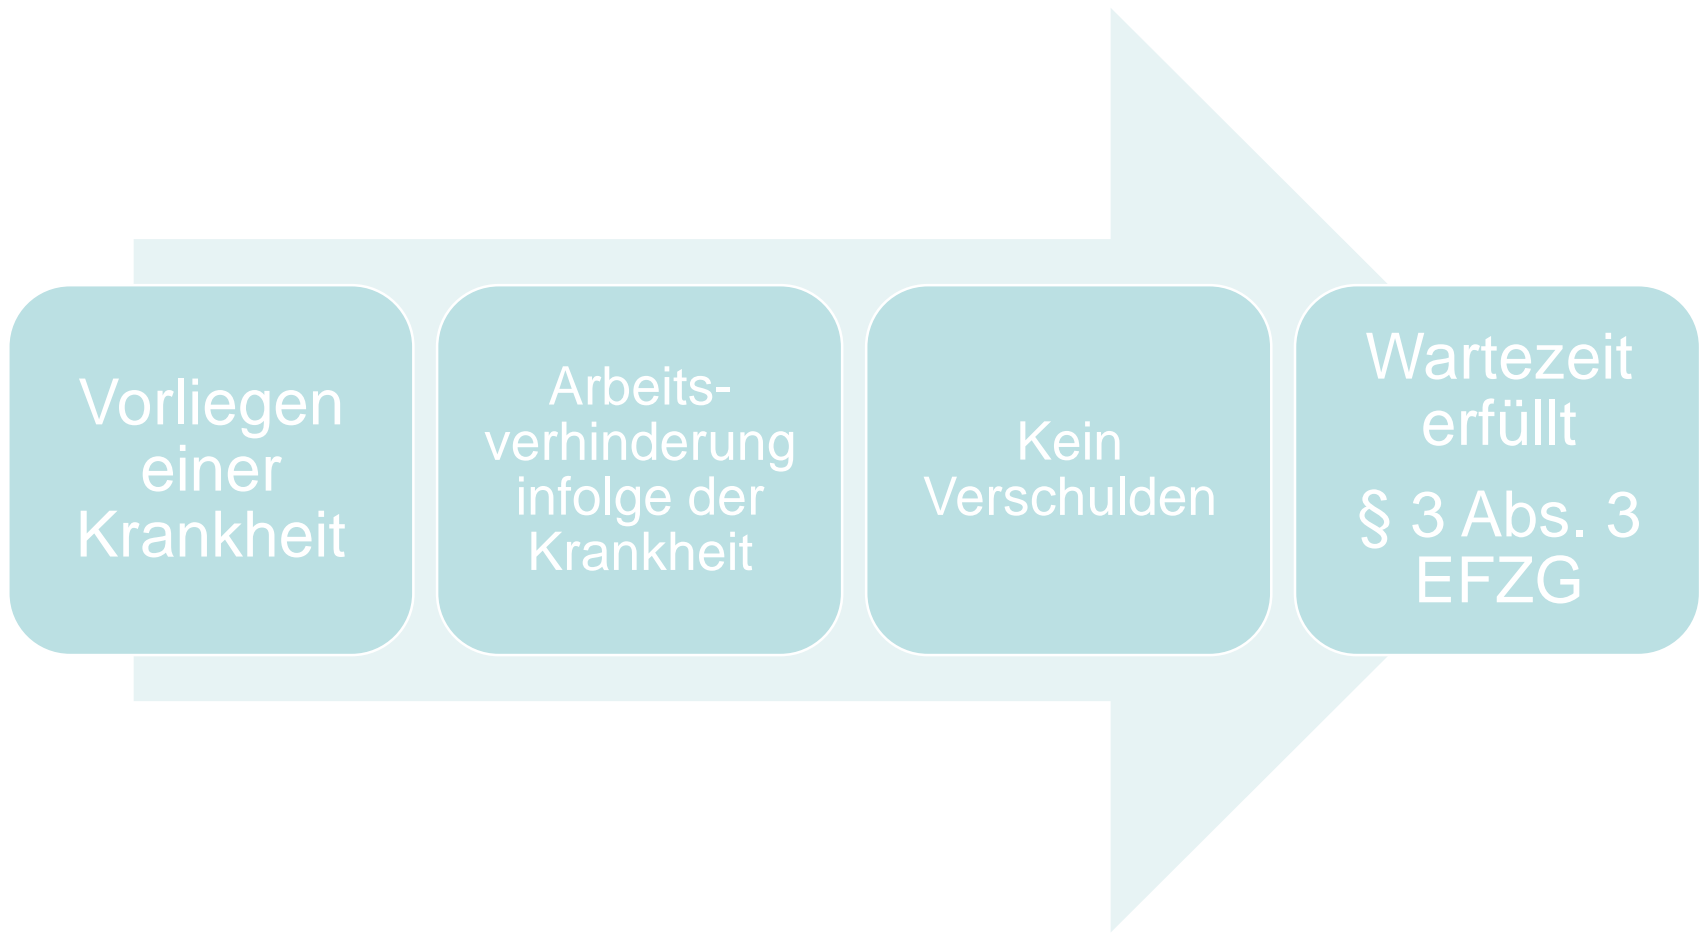 Vorliegen
einer
Krankheit
Arbeits-
verhinderung
infolge der
Krankheit
Kein
Verschulden
Wartezeit
erfüllt
§ 3 Abs. 3
EFZG